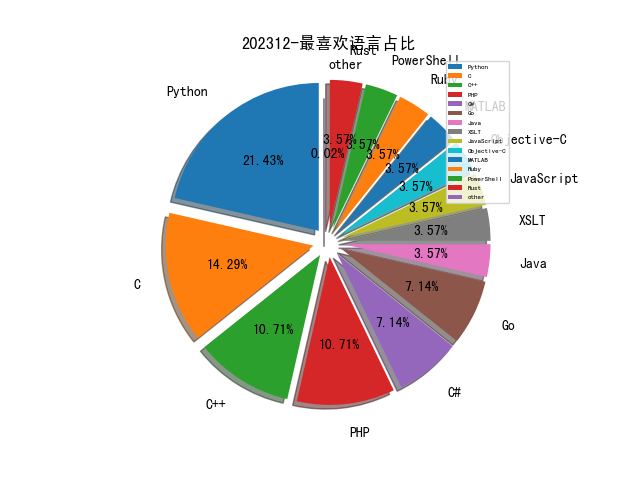 202312-最喜欢语言占比
Rust
other
PowerShell
Ruby
MATLAB
Objective-C
JavaScript
XSLT
Java
Go
C#
PHP
C++
C
Python
21.43%
14.29%
10.71%
10.71%
7.14%
7.14%
3.57%
3.57%
3.57%
3.57%
3.57%
3.57%
3.57%
3.57%
0.02%
Python
C
C++
PHP
C#
Go
Java
XSLT
JavaScript
Objective-C
MATLAB
Ruby
PowerShell
Rust
other